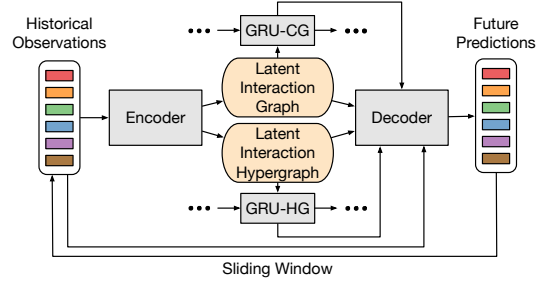 Historical
Observations
GRU-CG
Future
Predictions
Latent
Interaction
Graph
Encoder
Decoder
Latent
Interaction
Hypergraph
GRU-HG
Sliding Window